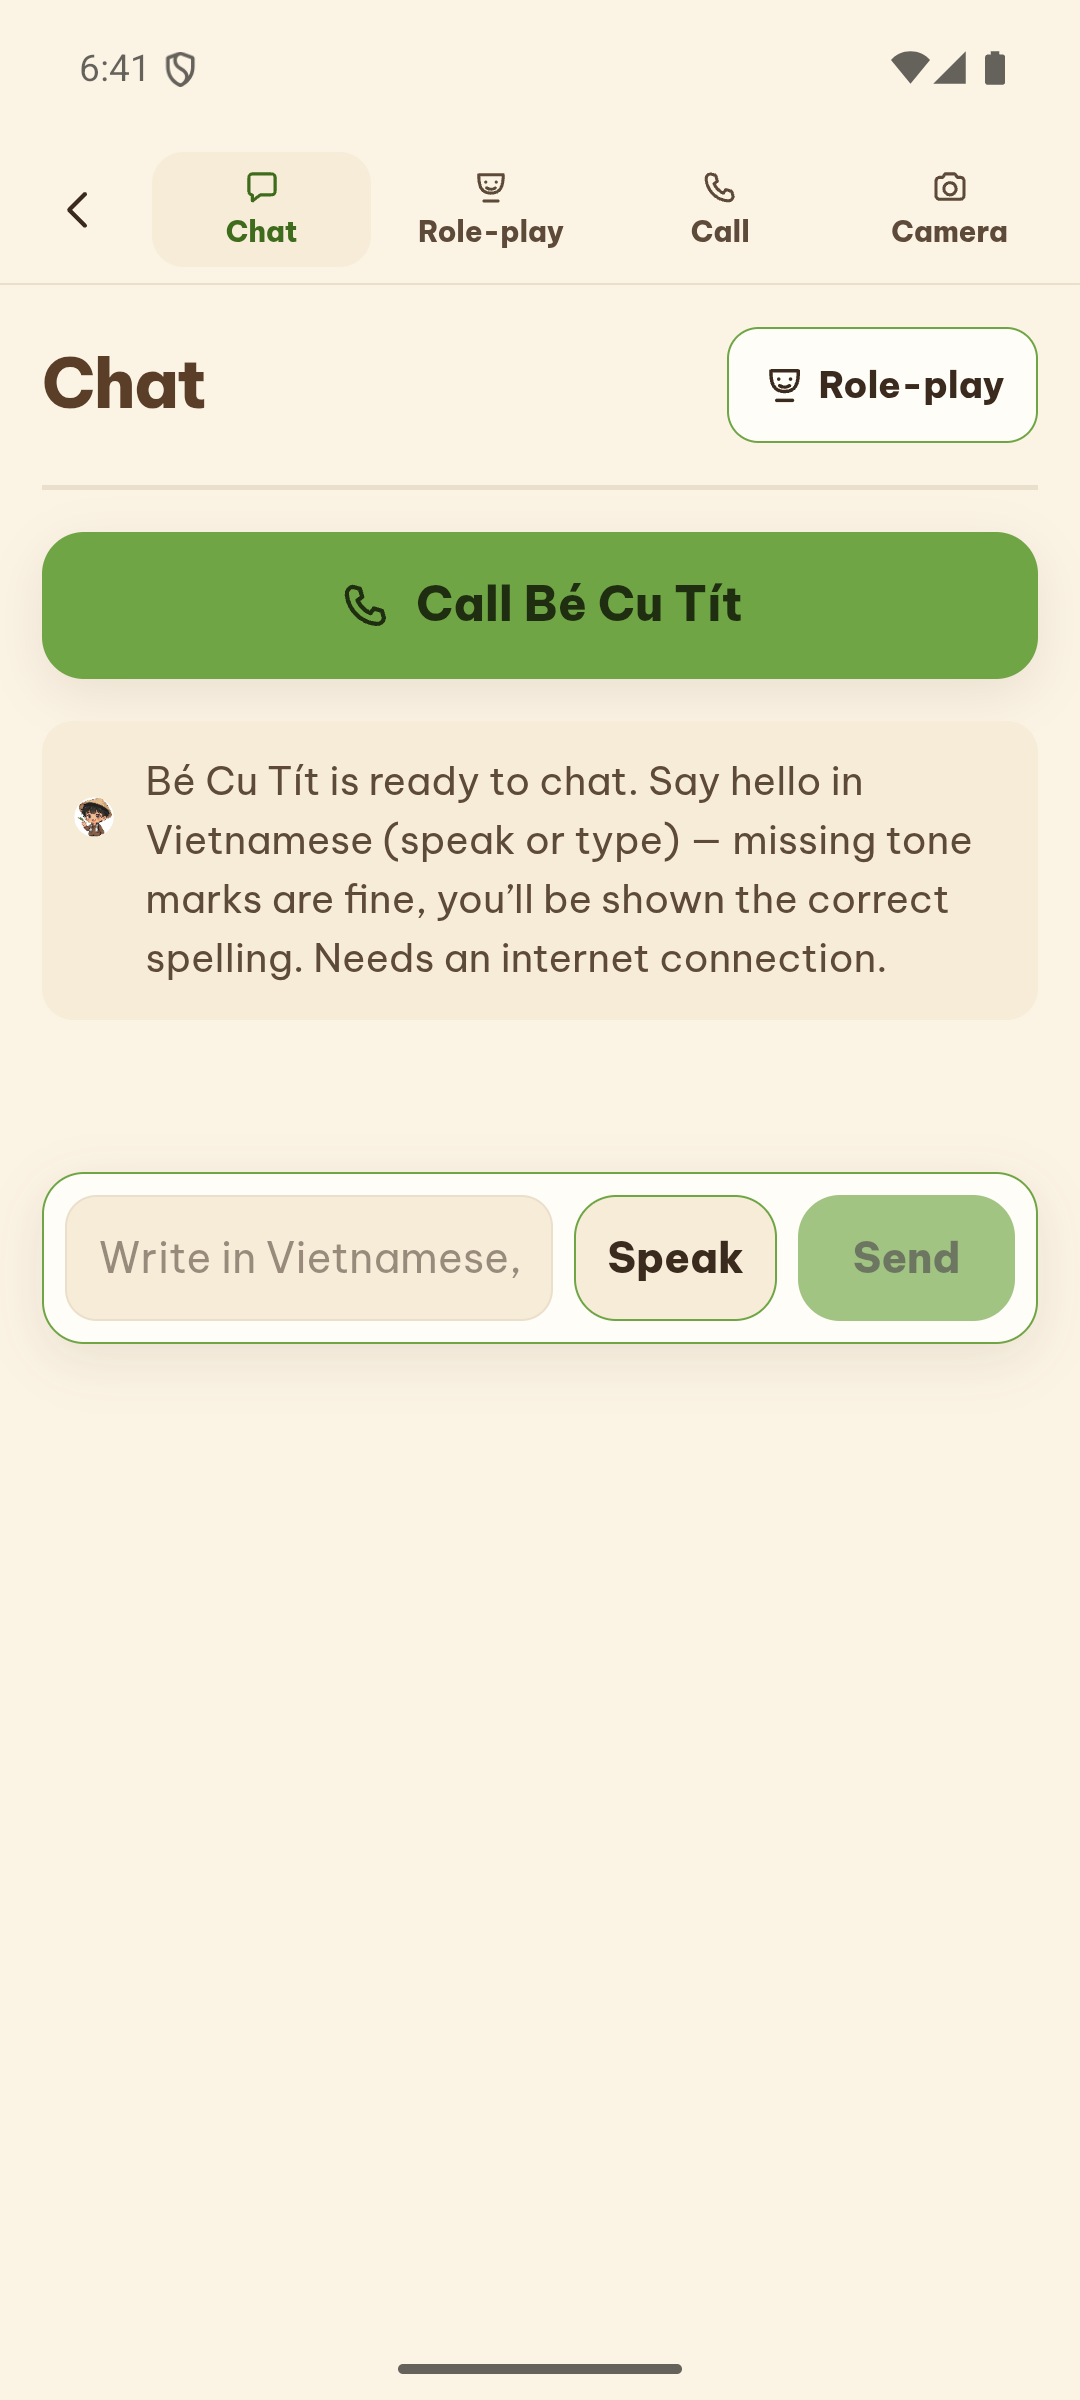 6:41
Chat
Role-play
Call
Camera
Chat
Role-play
Call Bé Cu Tít
Bé Cu Tít is ready to chat. Say hello in
Vietnamese (speak or type) — missing tone
marks are fine, you’ll be shown the correct
spelling. Needs an internet connection.
Write in Vietnamese,
Speak
Send